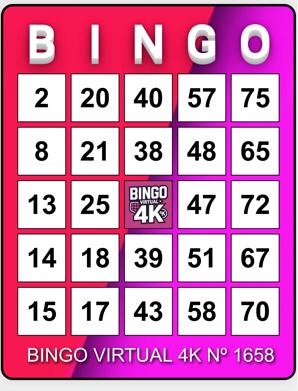 B I N G O
2 20 40 57 75
8 21 38 48 65
13 25 BINGO VIRTUAL 4K 47 72
14 18 39 51 67
15 17 43 58 70
BINGO VIRTUAL 4K Nº 1658